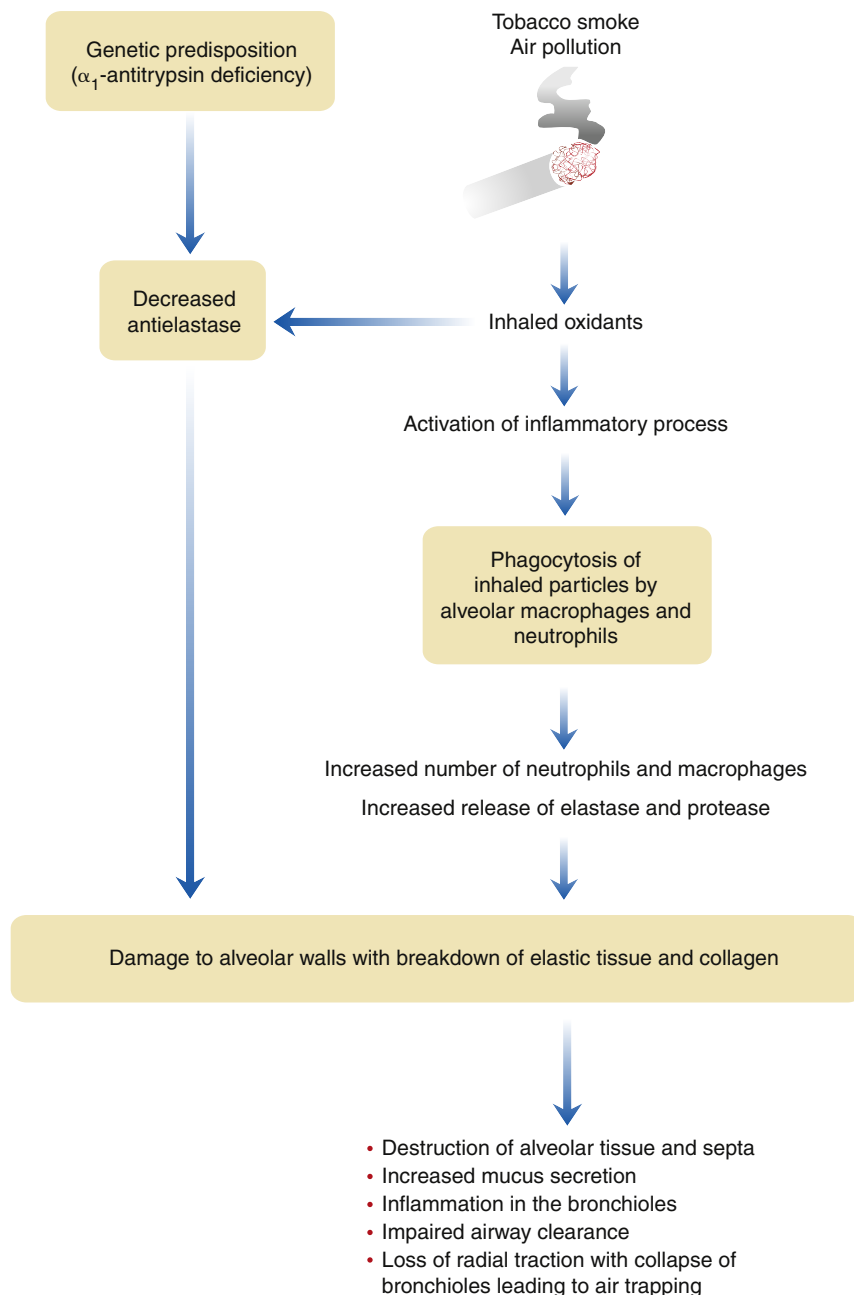 Genetic predisposition
(α1-antitrypsin deficiency)
Tobacco smoke
Air pollution
Decreased
antielastase
Inhaled oxidants
Activation of inflammatory process
Phagocytosis of
inhaled particles by
alveolar macrophages and
neutrophils
Increased number of neutrophils and macrophages
Increased release of elastase and protease
Damage to alveolar walls with breakdown of elastic tissue and collagen
• Destruction of alveolar tissue and septa
• Increased mucus secretion
• Inflammation in the bronchioles
• Impaired airway clearance
• Loss of radial traction with collapse of
bronchioles leading to air trapping